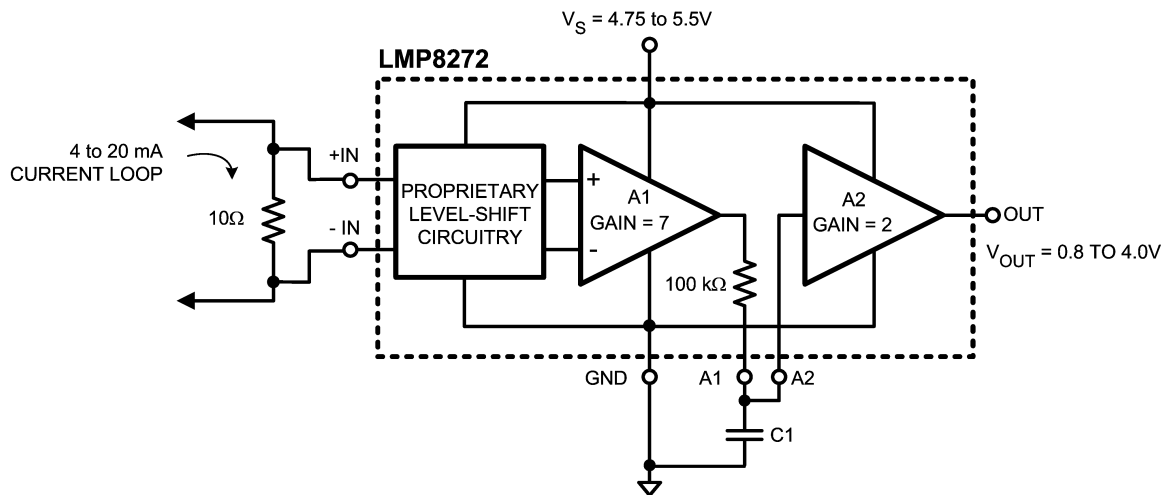 V_S = 4.75 to 5.5V
LMP8272
4 to 20 mA
CURRENT LOOP
+IN
10Ω
- IN
PROPRIETARY
LEVEL-SHIFT
CIRCUITRY
+
-
A1
GAIN = 7
A2
GAIN = 2
OUT
V_OUT = 0.8 TO 4.0V
100 kΩ
GND
A1
A2
C1